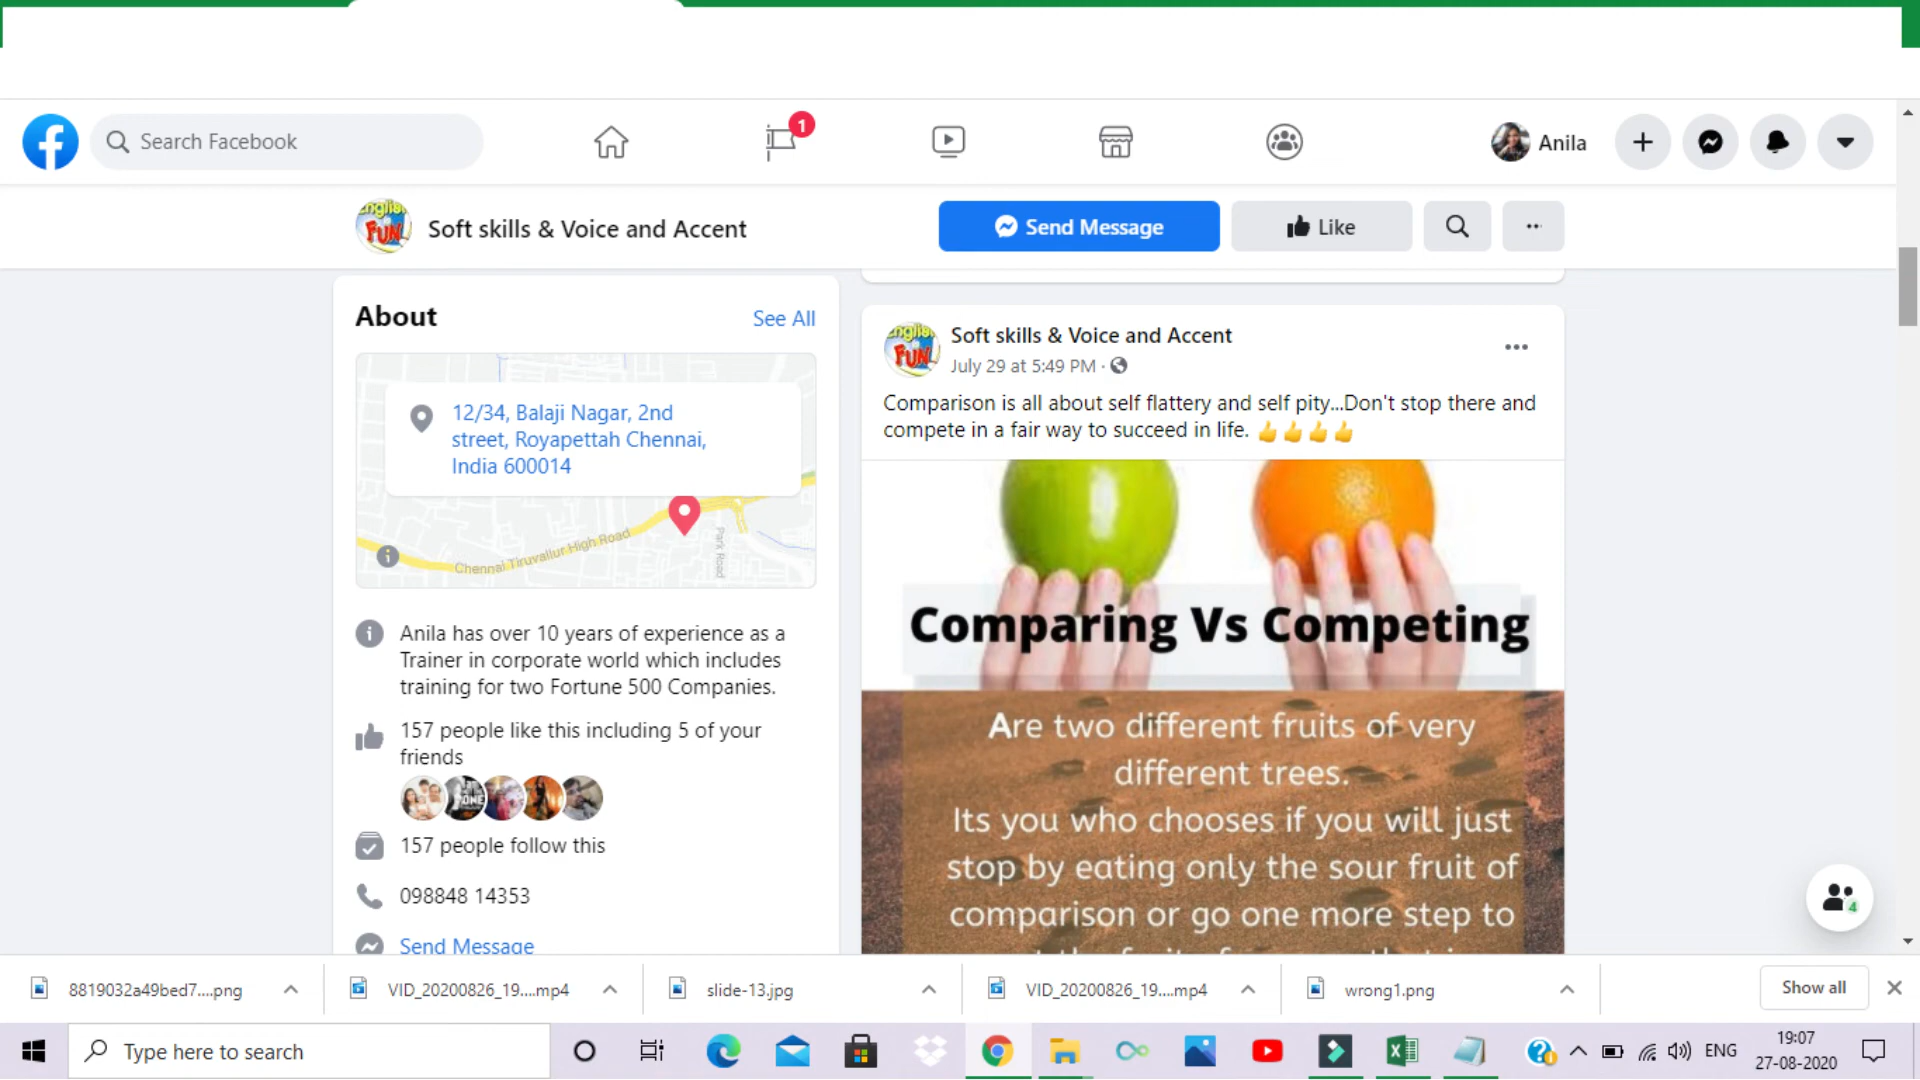 Search Facebook
1
Anila
English
FUN!
Soft skills & Voice and Accent
Send Message
Like
About
See All
12/34, Balaji Nagar, 2nd
street, Royapettah Chennai,
India 600014
Chennai Tiruvallur High Road
Park Road
Anila has over 10 years of experience as a
Trainer in corporate world which includes
training for two Fortune 500 Companies.
157 people like this including 5 of your
friends
157 people follow this
098848 14353
Send Message
English
FUN!
Soft skills & Voice and Accent
July 29 at 5:49 PM ·
Comparison is all about self flattery and self pity...Don't stop there and
compete in a fair way to succeed in life. 👍👍👍👍
Comparing Vs Competing
Are two different fruits of very
different trees.
Its you who chooses if you will just
stop by eating only the sour fruit of
comparison or go one more step to
4
8819032a49bed7....png
VID_20200826_19....mp4
slide-13.jpg
VID_20200826_19....mp4
wrong1.png
Show all
Type here to search
ENG
19:07
27-08-2020